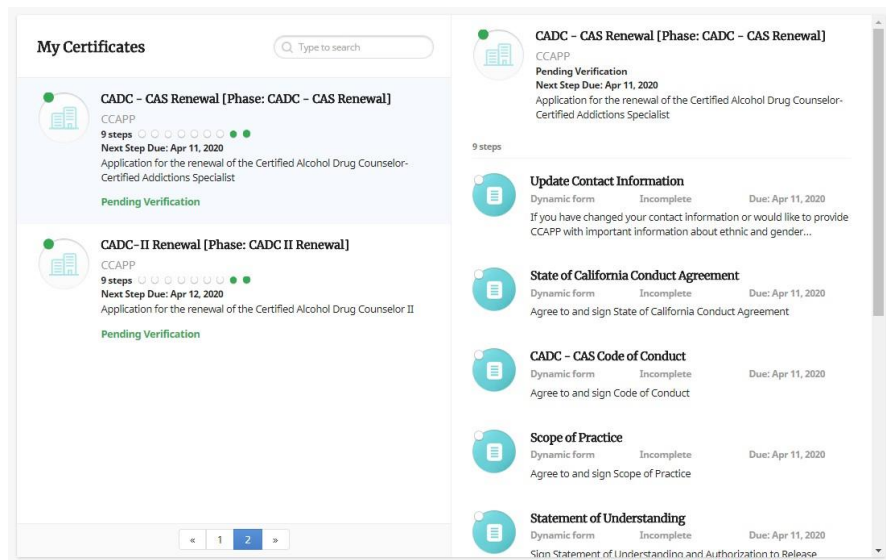 My Certificates
Type to search
CADC - CAS Renewal [Phase: CADC - CAS Renewal]
CCAPP
9 steps
Next Step Due: Apr 11, 2020
Application for the renewal of the Certified Alcohol Drug Counselor-
Certified Addictions Specialist
Pending Verification
CADC-II Renewal [Phase: CADC II Renewal]
CCAPP
9 steps
Next Step Due: Apr 12, 2020
Application for the renewal of the Certified Alcohol Drug Counselor II
Pending Verification
« 1 2 »
CADC - CAS Renewal [Phase: CADC - CAS Renewal]
CCAPP
Pending Verification
Next Step Due: Apr 11, 2020
Application for the renewal of the Certified Alcohol Drug Counselor-
Certified Addictions Specialist
9 steps
Update Contact Information
Dynamic form Incomplete Due: Apr 11, 2020
If you have changed your contact information or would like to provide
CCAPP with important information about ethnic and gender...
State of California Conduct Agreement
Dynamic form Incomplete Due: Apr 11, 2020
Agree to and sign State of California Conduct Agreement
CADC - CAS Code of Conduct
Dynamic form Incomplete Due: Apr 11, 2020
Agree to and sign Code of Conduct
Scope of Practice
Dynamic form Incomplete Due: Apr 11, 2020
Agree to and sign Scope of Practice
Statement of Understanding
Dynamic form Incomplete Due: Apr 11, 2020
Sign Statement of Understanding and Authorization to Release